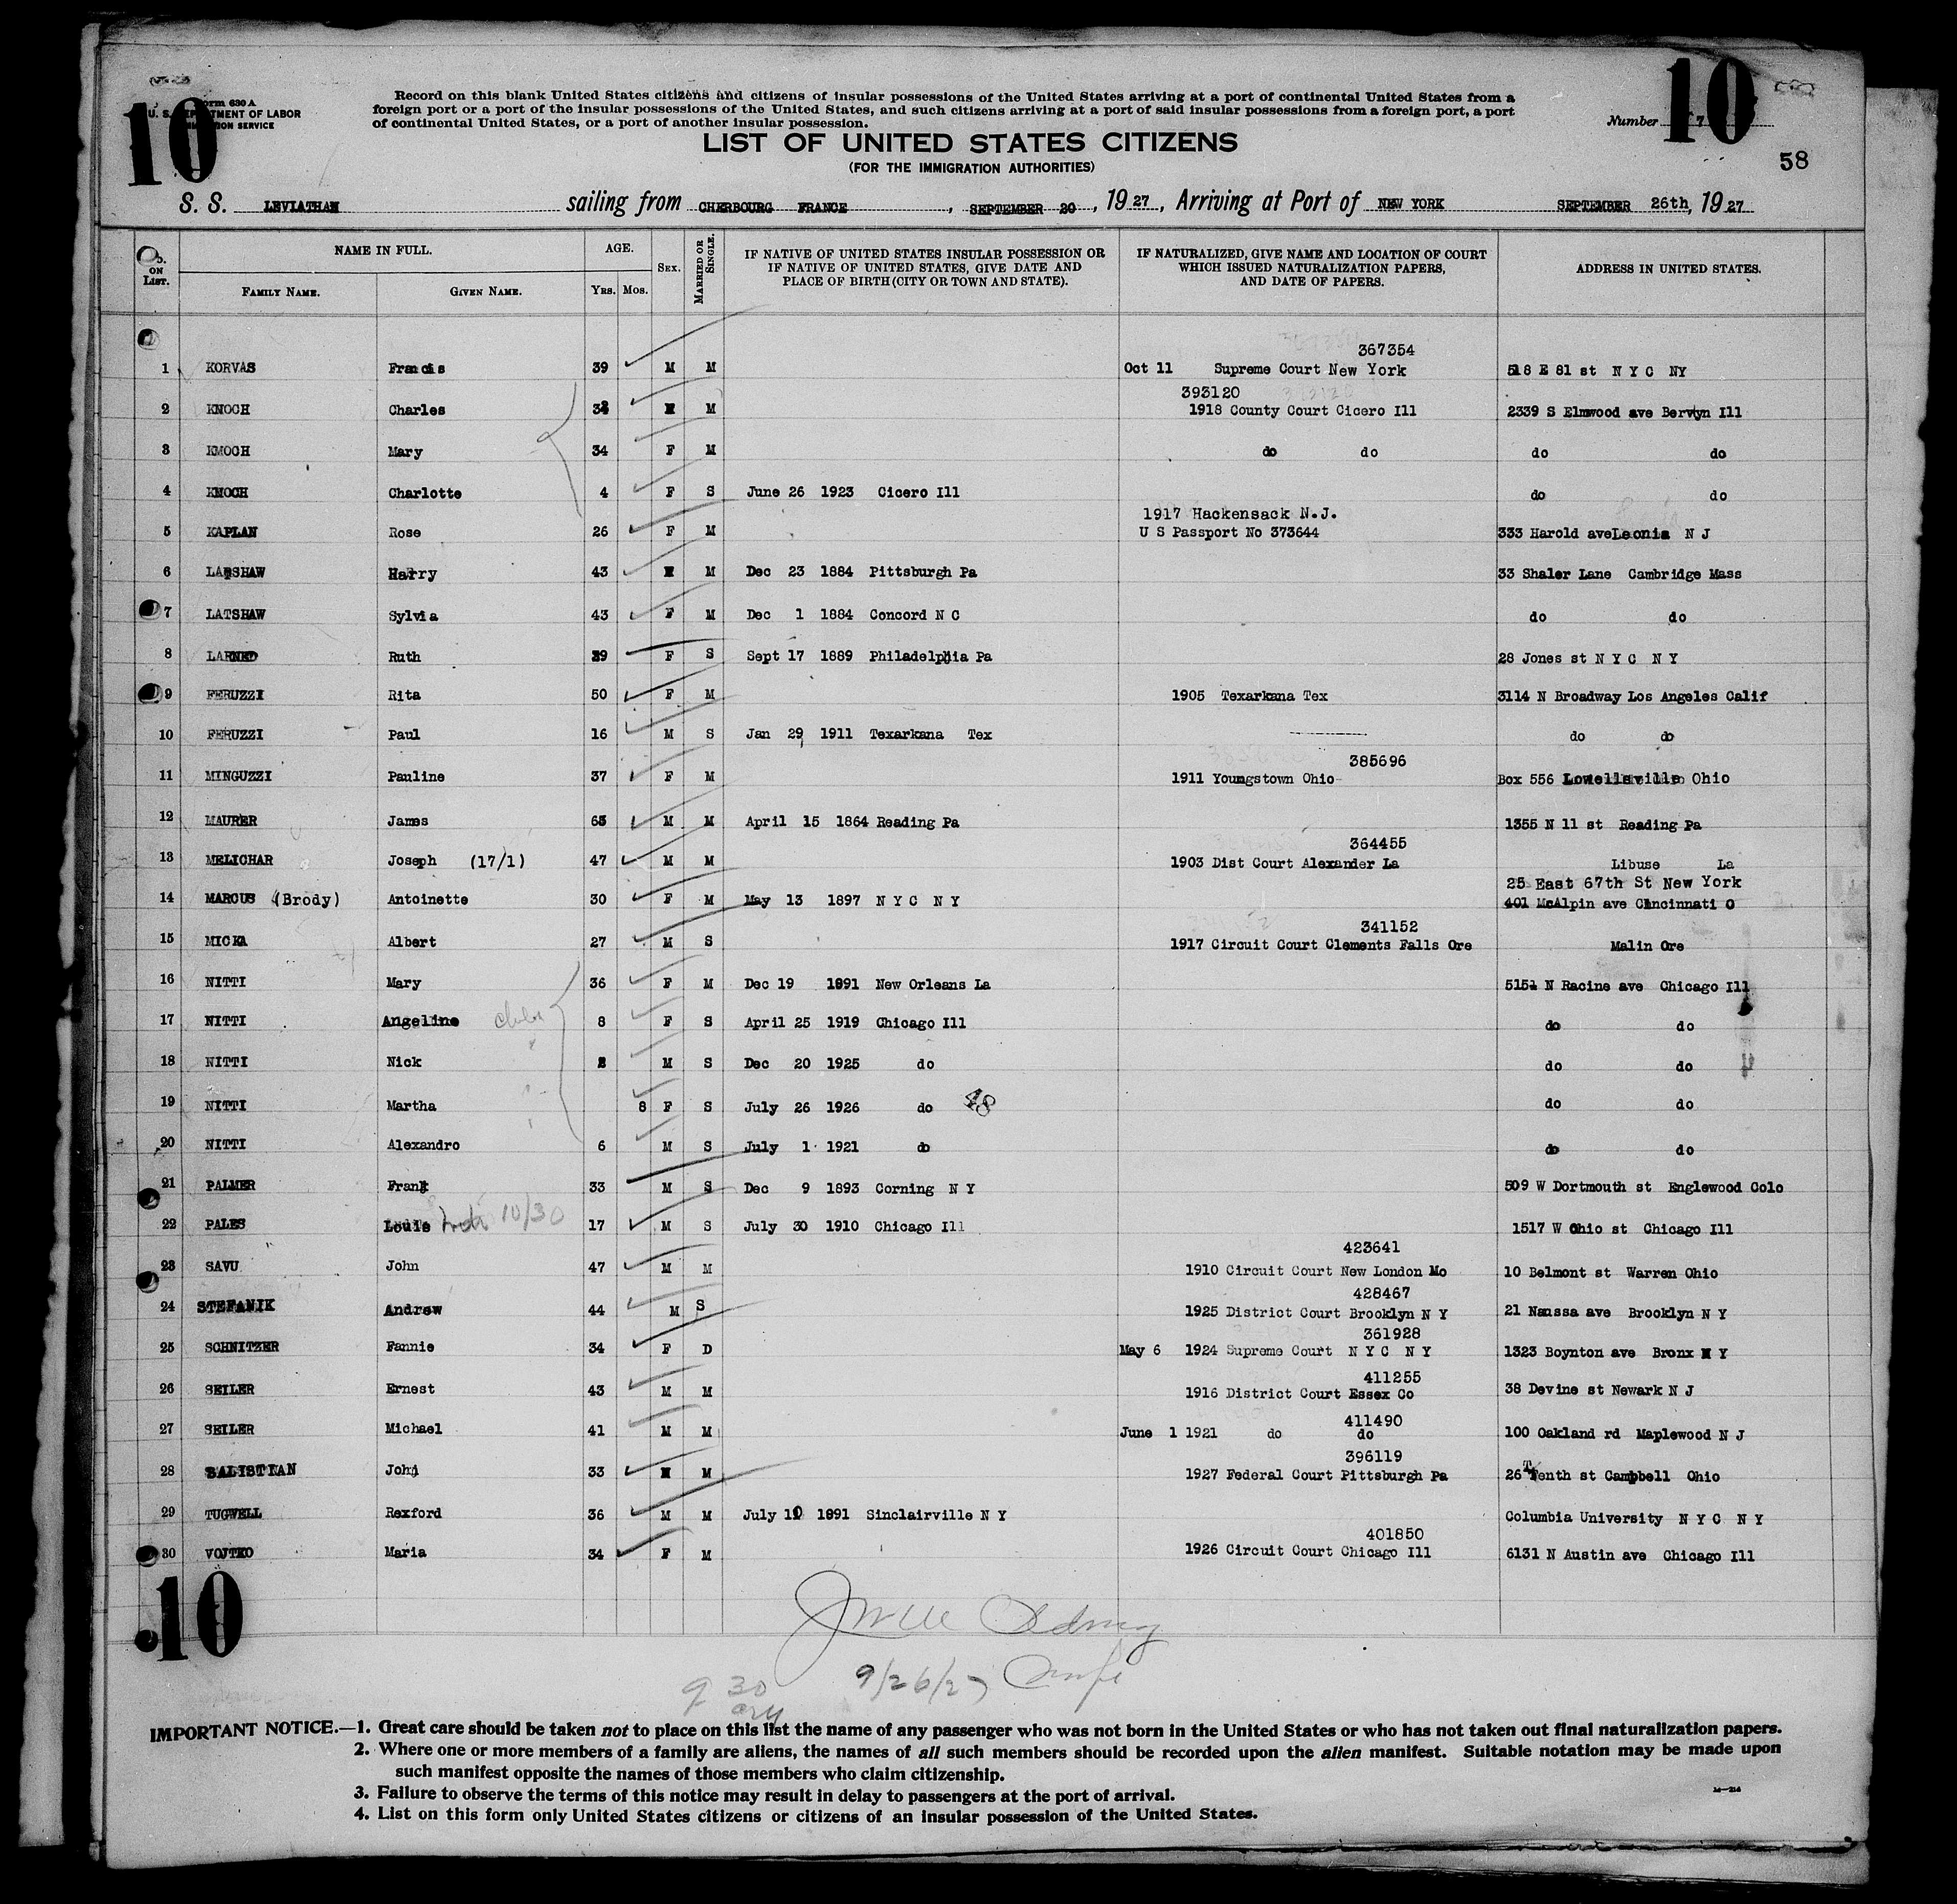 10
Form 630 A
U. S. DEPARTMENT OF LABOR
IMMIGRATION SERVICE
Record on this blank United States citizens and citizens of insular possessions of the United States arriving at a port of continental United States from a
foreign port or a port of the insular possessions of the United States, and such citizens arriving at a port of said insular possessions from a foreign port, a port
of continental United States, or a port of another insular possession.
10
Number 7
LIST OF UNITED STATES CITIZENS
58
(FOR THE IMMIGRATION AUTHORITIES)
S. S. LEVIATHAN sailing from CHERBOURG FRANCE, SEPTEMBER 20, 1927, Arriving at Port of NEW YORK SEPTEMBER 26th, 1927
No. ON LIST.
NAME IN FULL.
FAMILY NAME.
GIVEN NAME.
AGE.
YRS. MOS.
SEX.
MARRIED OR SINGLE.
IF NATIVE OF UNITED STATES INSULAR POSSESSION OR
IF NATIVE OF UNITED STATES, GIVE DATE AND
PLACE OF BIRTH (CITY OR TOWN AND STATE).
IF NATURALIZED, GIVE NAME AND LOCATION OF COURT
WHICH ISSUED NATURALIZATION PAPERS,
AND DATE OF PAPERS.
ADDRESS IN UNITED STATES.
367354
1 KORVAS Francis 39 M M Oct 11 Supreme Court New York 518 E 81 st N Y C NY
393120
2 KNOCH Charles M M 1918 County Court Cicero Ill 2339 S Elmwood ave Berwyn Ill
3 KMOCH Mary 34 F M do do do do
4 KMOCH Charlotte 4 F S June 26 1923 Cicero Ill do do
1917 Hackensack N.J.
5 KAPLAN Rose 26 F M U S Passport No 373644 333 Harold ave Leonia N J
6 LATSHAW Harry 43 M M Dec 23 1884 Pittsburgh Pa 33 Shaler Lane Cambridge Mass
7 LATSHAW Sylvia 43 F M Dec 1 1884 Concord N C do do
8 LARNED Ruth F S Sept 17 1889 Philadelphia Pa 28 Jones st N Y C N Y
9 FERUZZI Rita 50 F M 1905 Texarkana Tex 3114 N Broadway Los Angeles Calif
10 FERUZZI Paul 16 M S Jan 29 1911 Texarkana Tex ---------- do do
385696
11 MINGUZZI Pauline 37 F M 1911 Youngstown Ohio Box 556 Lowellsville Ohio
12 MAURER James 63 M M April 15 1864 Reading Pa 1355 N 11 st Reading Pa
364455
13 MELICHAR Joseph (17/1) 47 M M 1903 Dist Court Alexander La Libuse La
25 East 67th St New York
14 MARCUS (Brody) Antoinette 30 F M May 13 1897 N Y C N Y 401 McAlpin ave Cincinnati O
341152
15 MICKA Albert 27 M S 1917 Circuit Court Clements Falls Ore Malin Ore
16 NITTI Mary 36 F M Dec 19 1891 New Orleans La 5151 N Racine ave Chicago Ill
17 NITTI Angeline 8 F S April 25 1919 Chicago Ill do do
18 NITTI Nick 2 M S Dec 20 1925 do do do
19 NITTI Martha 8 F S July 26 1926 do 48 do do
20 NITTI Alexandro 6 M S July 1 1921 do do do
21 PALMER Frank 33 M S Dec 9 1893 Corning N Y 509 W Dortmouth st Englewood Colo
22 PALES Louis 10/30 17 M S July 30 1910 Chicago Ill 1517 W Ohio st Chicago Ill
423641
23 SAVU John 47 M M 1910 Circuit Court New London Mo 10 Belmont st Warren Ohio
428467
24 STEFANIK Andrew 44 M S 1925 District Court Brooklyn N Y 21 Naussa ave Brooklyn N Y
361928
25 SCHNITZER Fannie 34 F D May 6 1924 Supreme Court N Y C N Y 1323 Boynton ave Bronx N Y
411255
26 SEILER Ernest 43 M M 1916 District Court Essex Co 38 Devine st Newark N J
411490
27 SEILER Michael 41 M M June 1 1921 do do 100 Oakland rd Maplewood N J
396119
28 SALISTEAN John 33 M M 1927 Federal Court Pittsburgh Pa 26 Tenth st Campbell Ohio
29 TUGWELL Rexford 36 M M July 10 1891 Sinclairville N Y Columbia University N Y C N Y
401850
30 VOJTKO Maria 34 F M 1926 Circuit Court Chicago Ill 6131 N Austin ave Chicago Ill
10
9/26/27
9 30
IMPORTANT NOTICE.—1. Great care should be taken not to place on this list the name of any passenger who was not born in the United States or who has not taken out final naturalization papers.
2. Where one or more members of a family are aliens, the names of all such members should be recorded upon the alien manifest. Suitable notation may be made upon
such manifest opposite the names of those members who claim citizenship.
3. Failure to observe the terms of this notice may result in delay to passengers at the port of arrival.
4. List on this form only United States citizens or citizens of an insular possession of the United States.